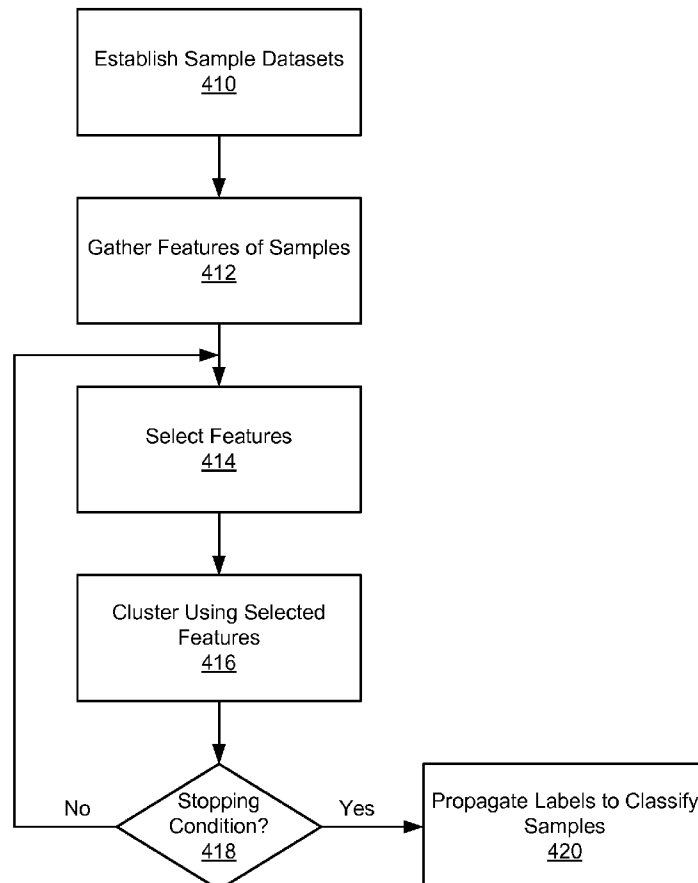 Establish Sample Datasets
410
Gather Features of Samples
412
Select Features
414
Cluster Using Selected
Features
416
No
Stopping
Condition?
418
Yes
Propagate Labels to Classify
Samples
420